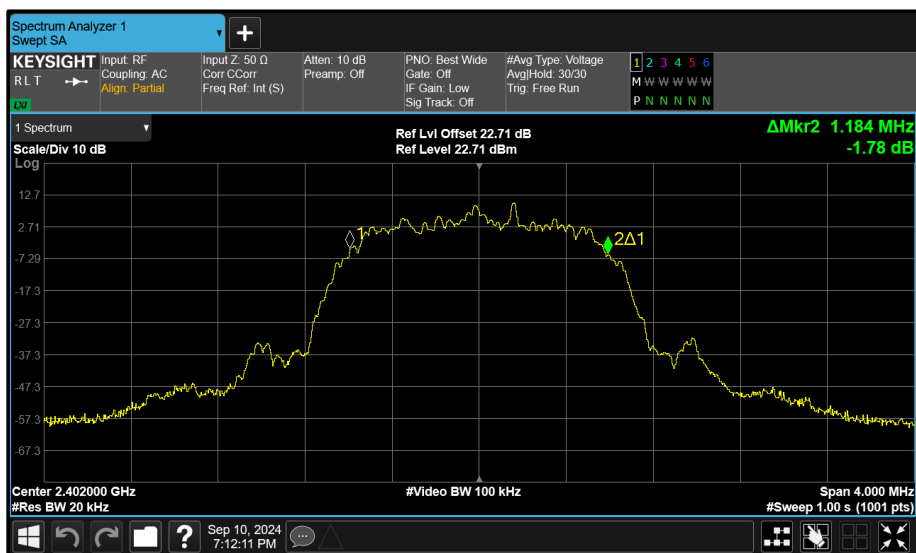 Spectrum Analyzer 1
Swept SA
+
KEYSIGHT
R L T
LXI
Input: RF
Coupling: AC
Align: Partial
Input Z: 50 Ω
Corr CCorr
Freq Ref: Int (S)
Atten: 10 dB
Preamp: Off
PNO: Best Wide
Gate: Off
IF Gain: Low
Sig Track: Off
#Avg Type: Voltage
Avg|Hold: 30/30
Trig: Free Run
1 2 3 4 5 6
M W W W W W
P N N N N N
1 Spectrum
Scale/Div 10 dB
Ref Lvl Offset 22.71 dB
Ref Level 22.71 dBm
ΔMkr2 1.184 MHz
-1.78 dB
Log
12.7
2.71
-7.29
-17.3
-27.3
-37.3
-47.3
-57.3
-67.3
1
2Δ1
Center 2.402000 GHz
#Res BW 20 kHz
#Video BW 100 kHz
Span 4.000 MHz
#Sweep 1.00 s (1001 pts)
?
Sep 10, 2024
7:12:11 PM